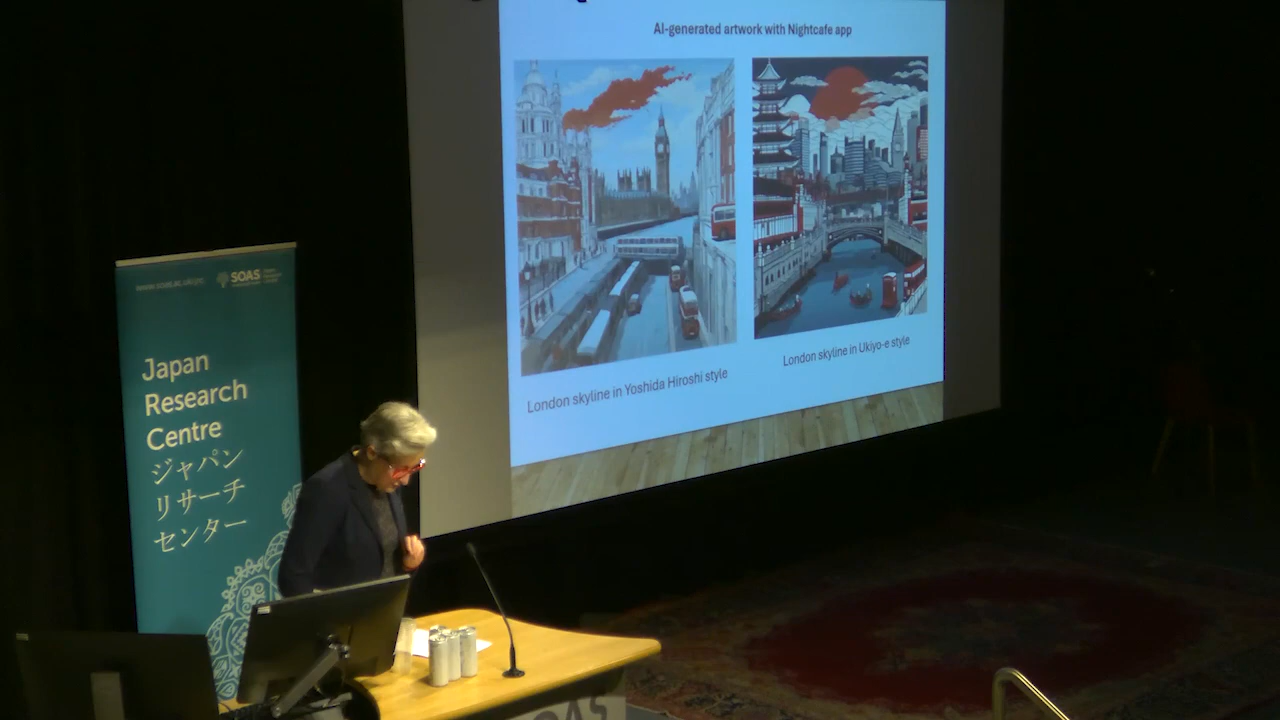 AI-generated artwork with Nightcafe app
London skyline in Yoshida Hiroshi style
London skyline in Ukiyo-e style
SOAS
Japan
Research
Centre
ジャパン
リサーチ
センター
SOAS